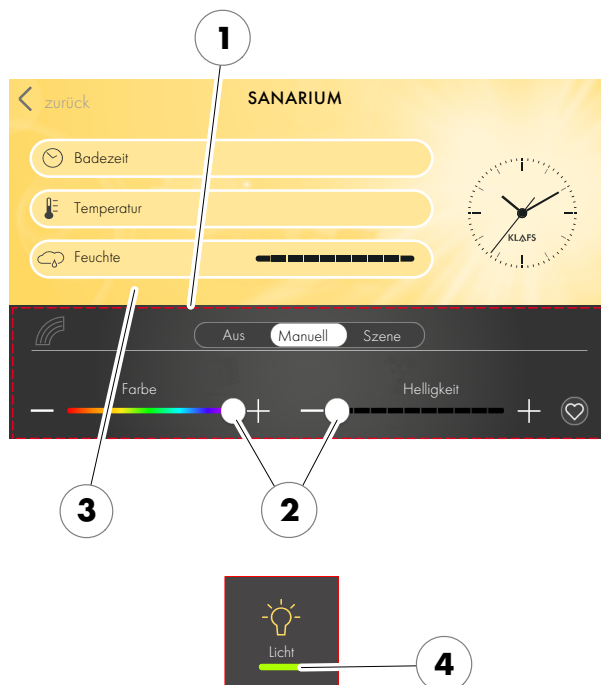 1
zurück
SANARIUM
Badezeit
Temperatur
KLAFS
Feuchte
Aus Manuell Szene
Farbe
Helligkeit
3
2
Licht
4